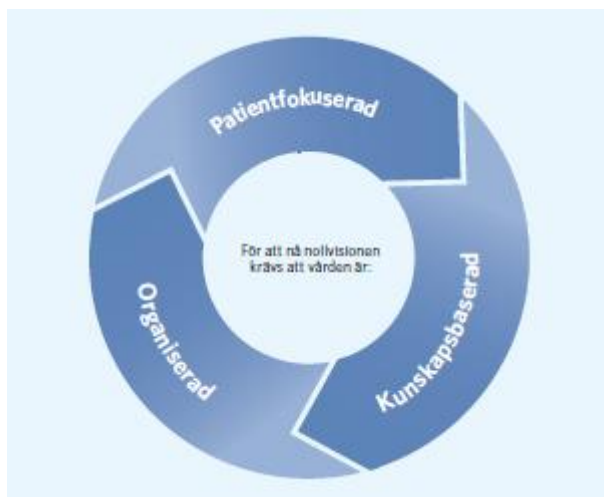 Patientfokuserad
För att nå nollvisionen
krävs att vården är:
Organiserad
Kunskapsbaserad